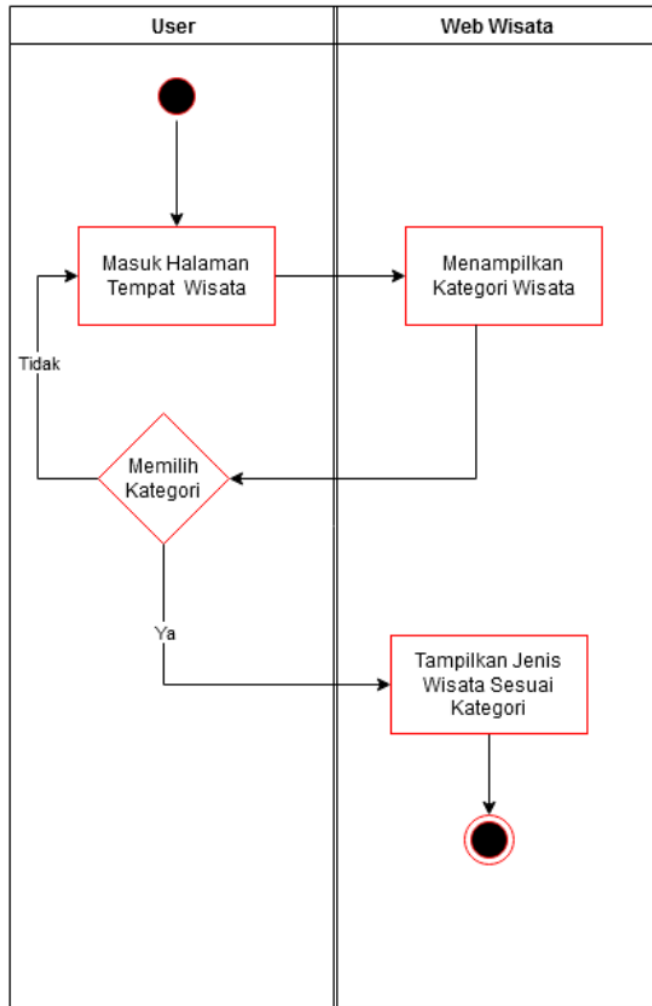 User
Web Wisata
Masuk Halaman
Tempat Wisata
Menampilkan
Kategori Wisata
Tidak
Memilih
Kategori
Ya
Tampilkan Jenis
Wisata Sesuai
Kategori